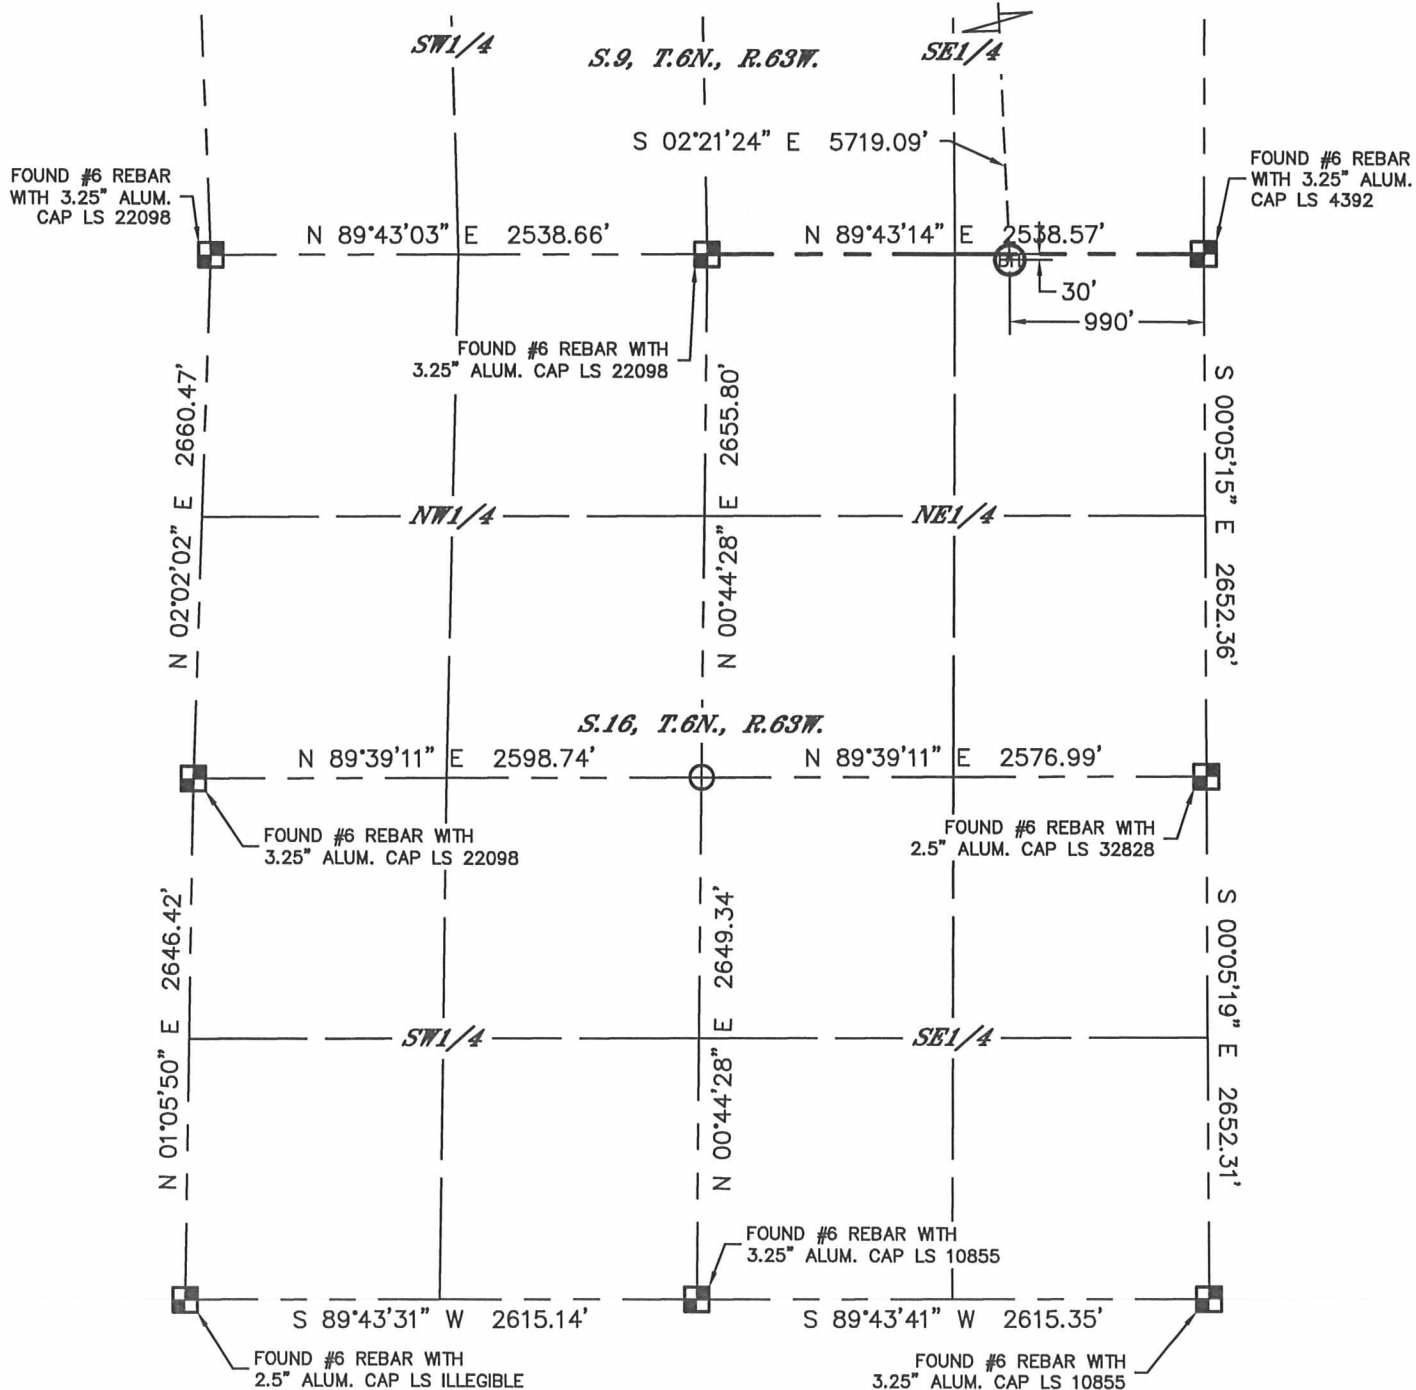 SW1/4
S.9, T.6N., R.63W.
SE1/4
S 02°21'24" E 5719.09'
FOUND #6 REBAR
WITH 3.25" ALUM.
CAP LS 22098
FOUND #6 REBAR
WITH 3.25" ALUM.
CAP LS 4392
N 89°43'03" E 2538.66'
N 89°43'14" E 2538.57'
BH
30'
990'
FOUND #6 REBAR WITH
3.25" ALUM. CAP LS 22098
N 02°02'02" E 2660.47'
N 00°44'28" E 2655.80'
S 00°05'15" E 2652.36'
NW1/4
NE1/4
S.16, T.6N., R.63W.
N 89°39'11" E 2598.74'
N 89°39'11" E 2576.99'
FOUND #6 REBAR WITH
3.25" ALUM. CAP LS 22098
FOUND #6 REBAR WITH
2.5" ALUM. CAP LS 32828
N 01°05'50" E 2646.42'
N 00°44'28" E 2649.34'
S 00°05'19" E 2652.31'
SW1/4
SE1/4
FOUND #6 REBAR WITH
3.25" ALUM. CAP LS 10855
S 89°43'31" W 2615.14'
S 89°43'41" W 2615.35'
FOUND #6 REBAR WITH
2.5" ALUM. CAP LS ILLEGIBLE
FOUND #6 REBAR WITH
3.25" ALUM. CAP LS 10855